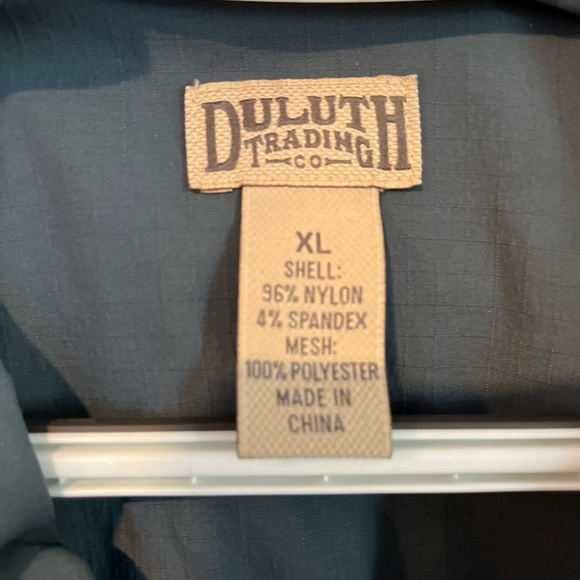 DULUTH
TRADING
CO
XL
SHELL:
96% NYLON
4% SPANDEX
MESH:
100% POLYESTER
MADE IN
CHINA